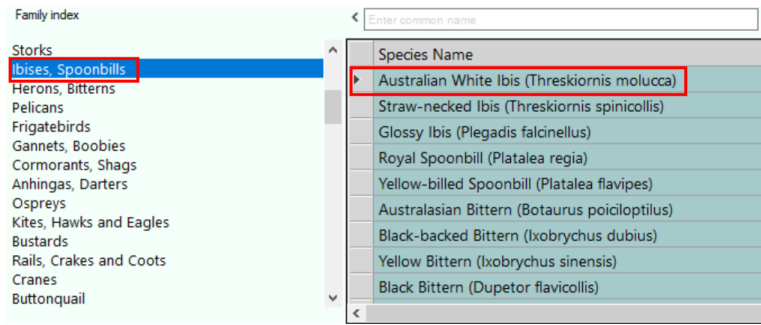 Family index
Enter common name
Storks
Ibises, Spoonbills
Herons, Bitterns
Pelicans
Frigatebirds
Gannets, Boobies
Cormorants, Shags
Anhingas, Darters
Ospreys
Kites, Hawks and Eagles
Bustards
Rails, Crakes and Coots
Cranes
Buttonquail
Species Name
Australian White Ibis (Threskiornis molucca)
Straw-necked Ibis (Threskiornis spinicollis)
Glossy Ibis (Plegadis falcinellus)
Royal Spoonbill (Platalea regia)
Yellow-billed Spoonbill (Platalea flavipes)
Australasian Bittern (Botaurus poiciloptilus)
Black-backed Bittern (Ixobrychus dubius)
Yellow Bittern (Ixobrychus sinensis)
Black Bittern (Dupetor flavicollis)